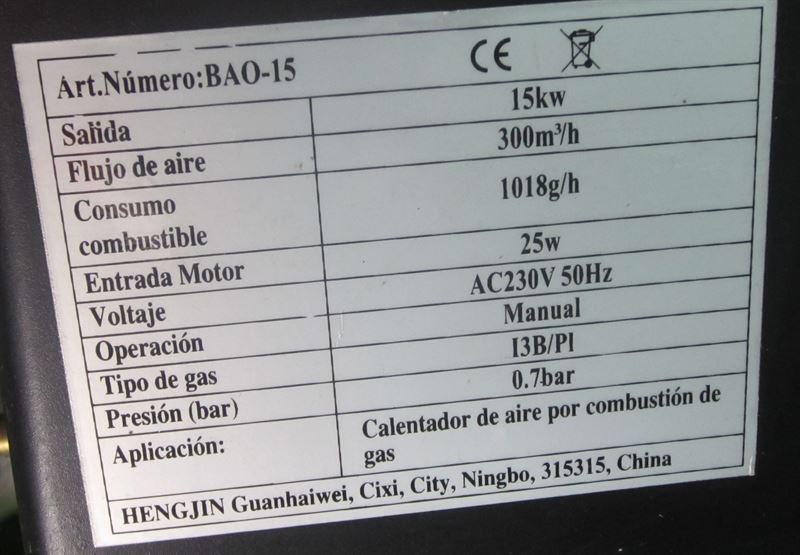 Art.Número:BAO-15 CE
Salida 15kw
Flujo de aire 300m³/h
Consumo
combustible 1018g/h
Entrada Motor 25w
Voltaje AC230V 50Hz
Operación Manual
Tipo de gas I3B/PI
Presión (bar) 0.7bar
Aplicación: Calentador de aire por combustión de
gas
HENGJIN Guanhaiwei, Cixi, City, Ningbo, 315315, China